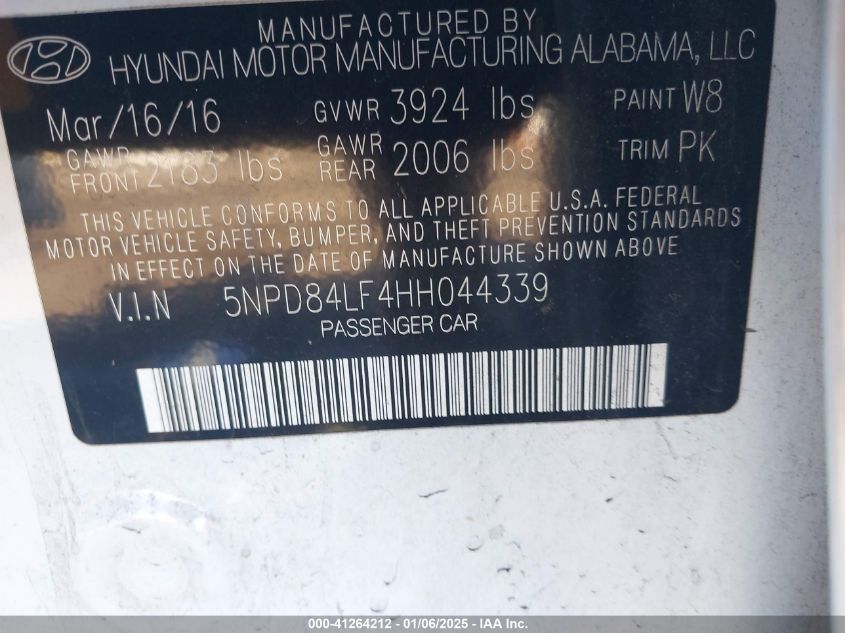 MANUFACTURED BY
HYUNDAI MOTOR MANUFACTURING ALABAMA, LLC
Mar/16/16 GVWR 3924 lbs PAINT W8
GAWR FRONT 2183 lbs GAWR REAR 2006 lbs TRIM PK
THIS VEHICLE CONFORMS TO ALL APPLICABLE U.S.A. FEDERAL
MOTOR VEHICLE SAFETY, BUMPER, AND THEFT PREVENTION STANDARDS
IN EFFECT ON THE DATE OF MANUFACTURE SHOWN ABOVE
V.I.N 5NPD84LF4HH044339
PASSENGER CAR
000-41264212 - 01/06/2025 - IAA Inc.